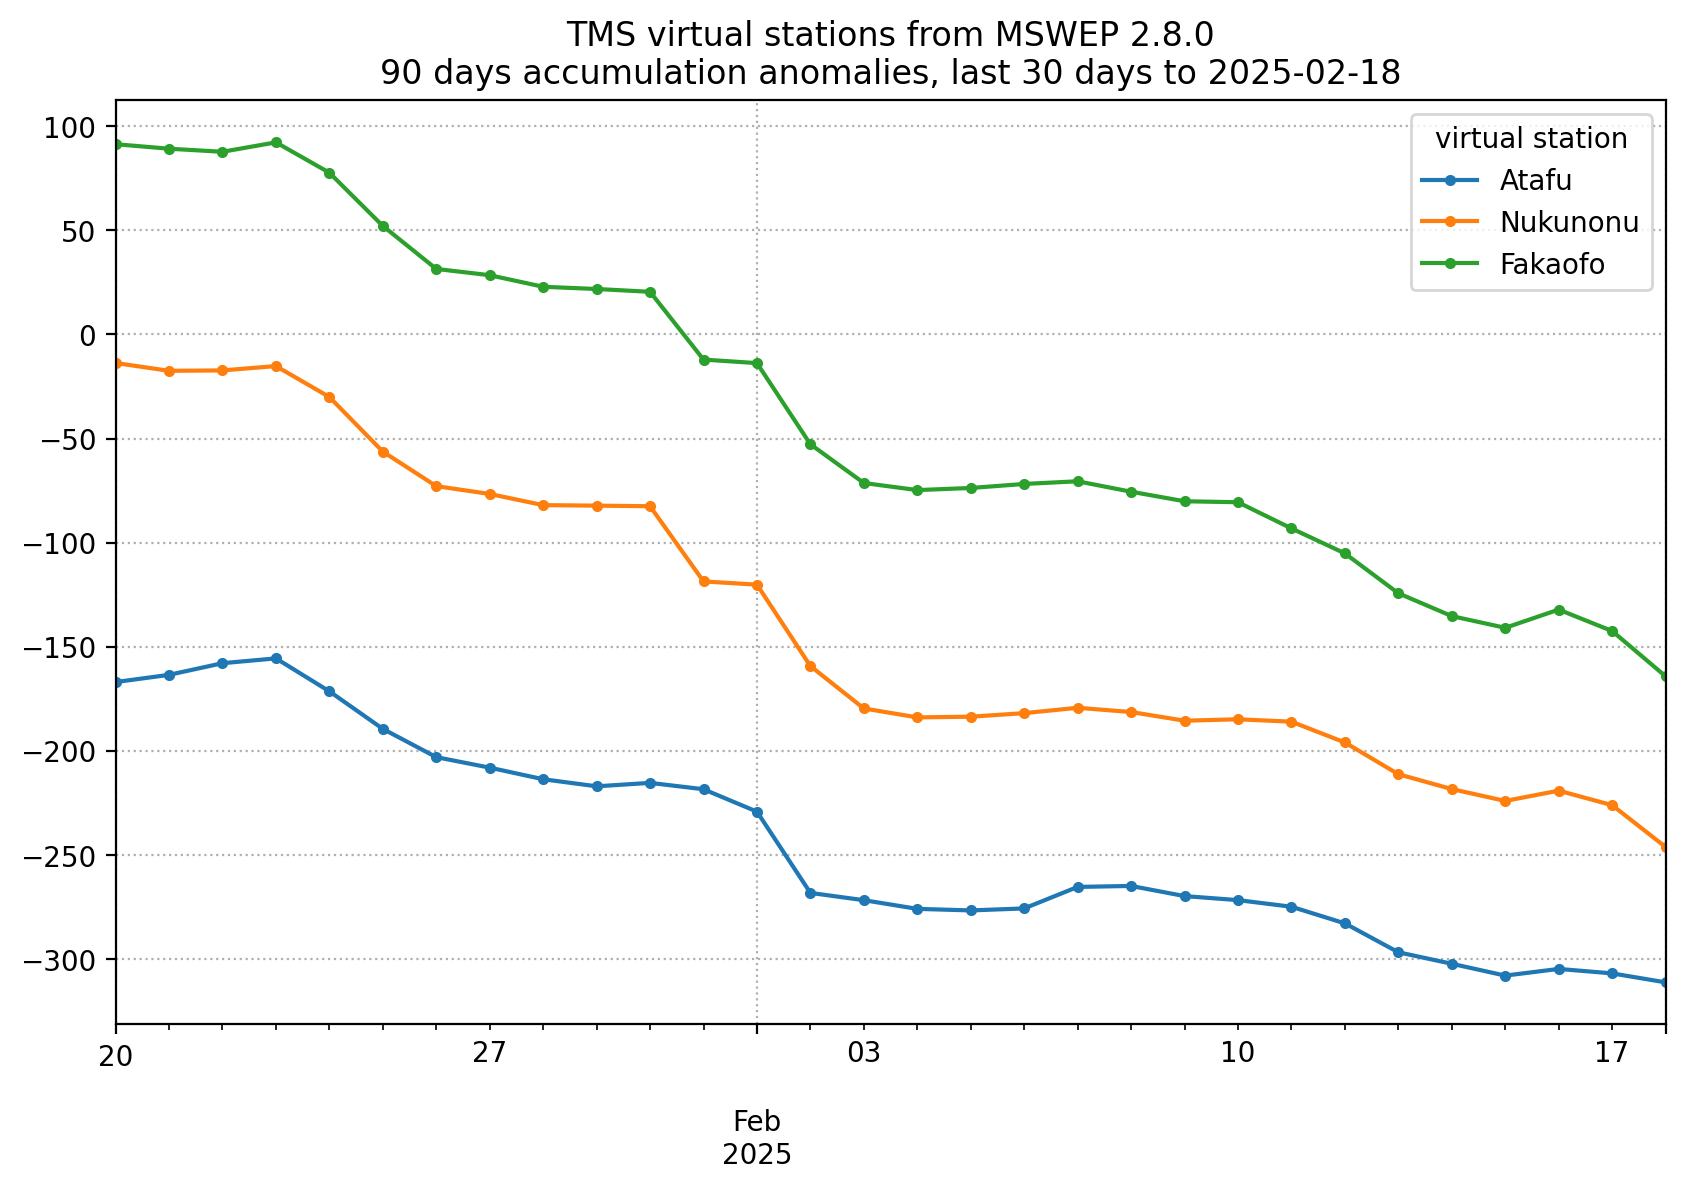 TMS virtual stations from MSWEP 2.8.0
90 days accumulation anomalies, last 30 days to 2025-02-18
virtual station
Atafu
Nukunonu
Fakaofo
100
50
0
−50
−100
−150
−200
−250
−300
20
27
03
10
17
Feb
2025